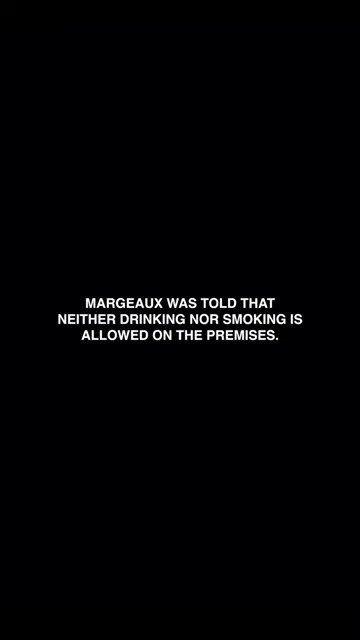 MARGEAUX WAS TOLD THAT
NEITHER DRINKING NOR SMOKING IS
ALLOWED ON THE PREMISES.